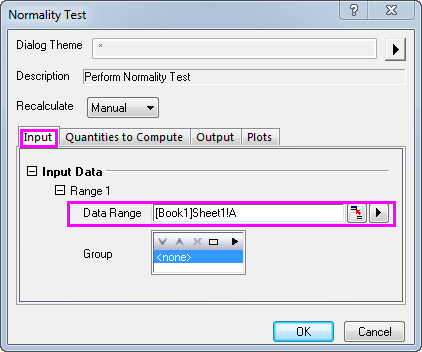 Normality Test
Dialog Theme *
Description Perform Normality Test
Recalculate Manual
Input Quantities to Compute Output Plots
Input Data
Range 1
Data Range [Book1]Sheet1!A
Group
<none>
OK Cancel